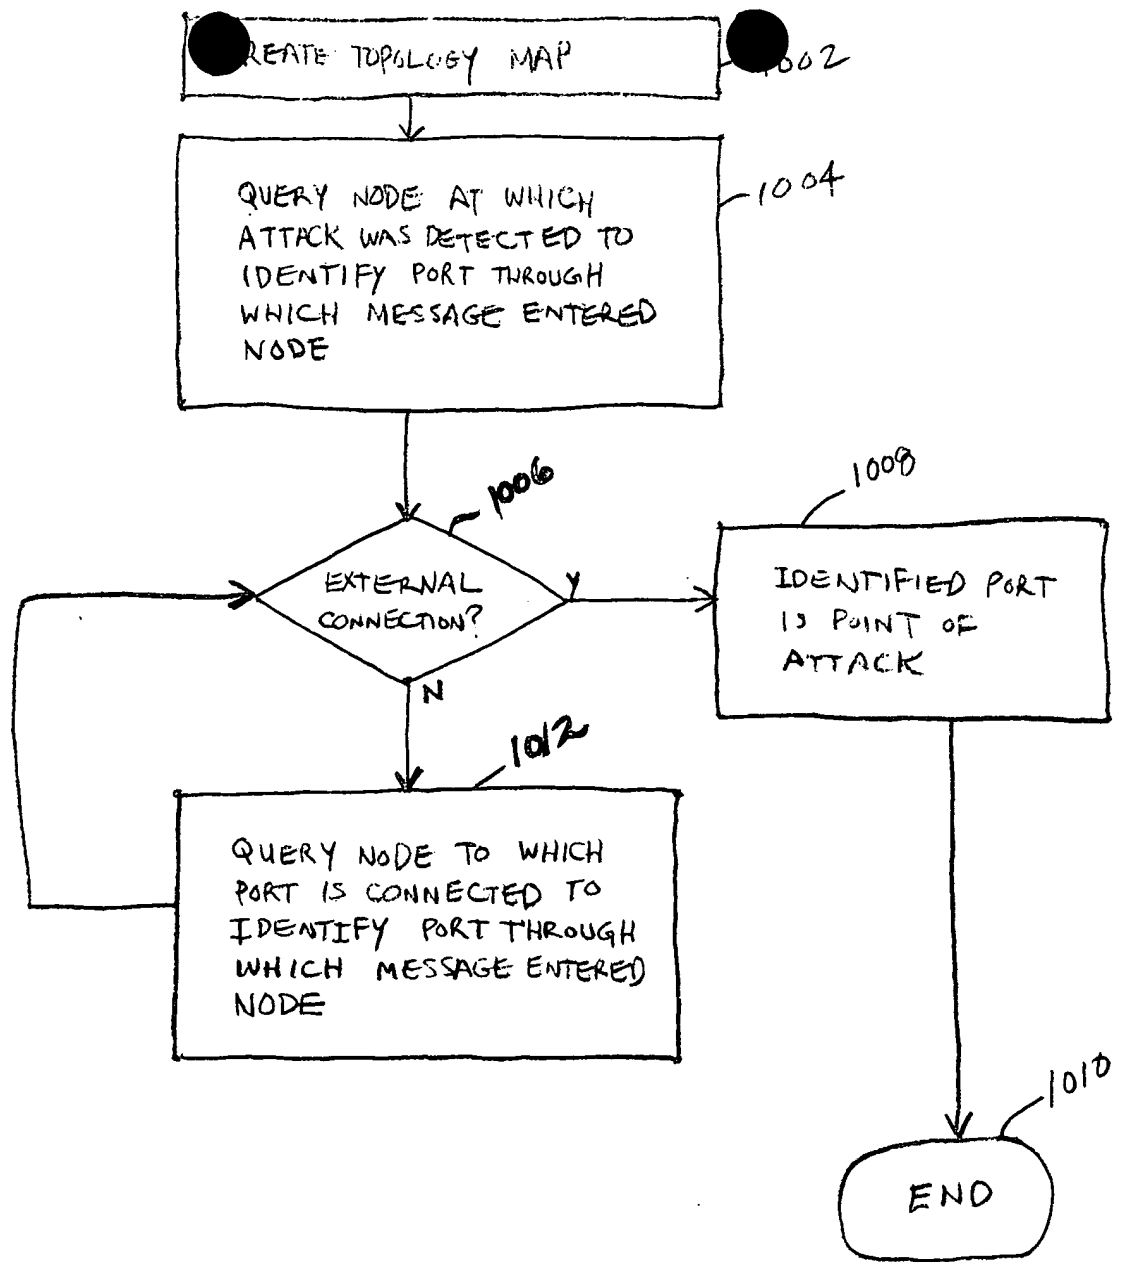 REATE TOPOLOGY MAP
1002
QUERY NODE AT WHICH
ATTACK WAS DETECTED TO
IDENTIFY PORT THROUGH
WHICH MESSAGE ENTERED
NODE
1004
1006
EXTERNAL
CONNECTION?
Y
N
1008
IDENTIFIED PORT
IS POINT OF
ATTACK
1012
QUERY NODE TO WHICH
PORT IS CONNECTED TO
IDENTIFY PORT THROUGH
WHICH MESSAGE ENTERED
NODE
1010
END